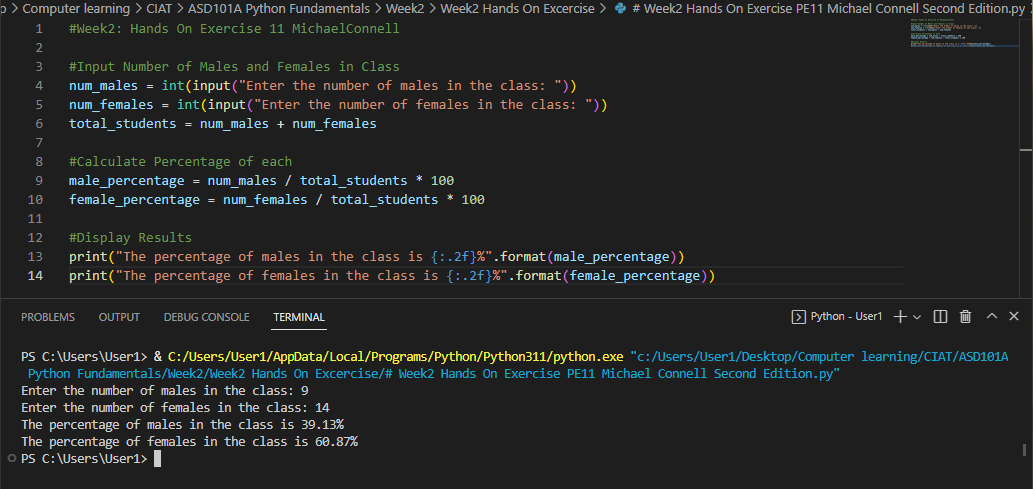 > Computer learning > CIAT > ASD101A Python Fundamentals > Week2 > Week2 Hands On Excercise > # Week2 Hands On Exercise PE11 Michael Connell Second Edition.py >
1 #Week2: Hands On Exercise 11 MichaelConnell
2
3 #Input Number of Males and Females in Class
4 num_males = int(input("Enter the number of males in the class: "))
5 num_females = int(input("Enter the number of females in the class: "))
6 total_students = num_males + num_females
7
8 #Calculate Percentage of each
9 male_percentage = num_males / total_students * 100
10 female_percentage = num_females / total_students * 100
11
12 #Display Results
13 print("The percentage of males in the class is {:.2f}%".format(male_percentage))
14 print("The percentage of females in the class is {:.2f}%".format(female_percentage))
PROBLEMS OUTPUT DEBUG CONSOLE TERMINAL Python - User1
PS C:\Users\User1> & C:/Users/User1/AppData/Local/Programs/Python/Python311/python.exe "c:/Users/User1/Desktop/Computer learning/CIAT/ASD101A
Python Fundamentals/Week2/Week2 Hands On Excercise/# Week2 Hands On Exercise PE11 Michael Connell Second Edition.py"
Enter the number of males in the class: 9
Enter the number of females in the class: 14
The percentage of males in the class is 39.13%
The percentage of females in the class is 60.87%
PS C:\Users\User1>